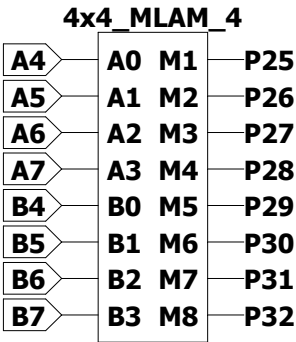 4x4_MLAM_4
A4 A0 M1 P25
A5 A1 M2 P26
A6 A2 M3 P27
A7 A3 M4 P28
B4 B0 M5 P29
B5 B1 M6 P30
B6 B2 M7 P31
B7 B3 M8 P32